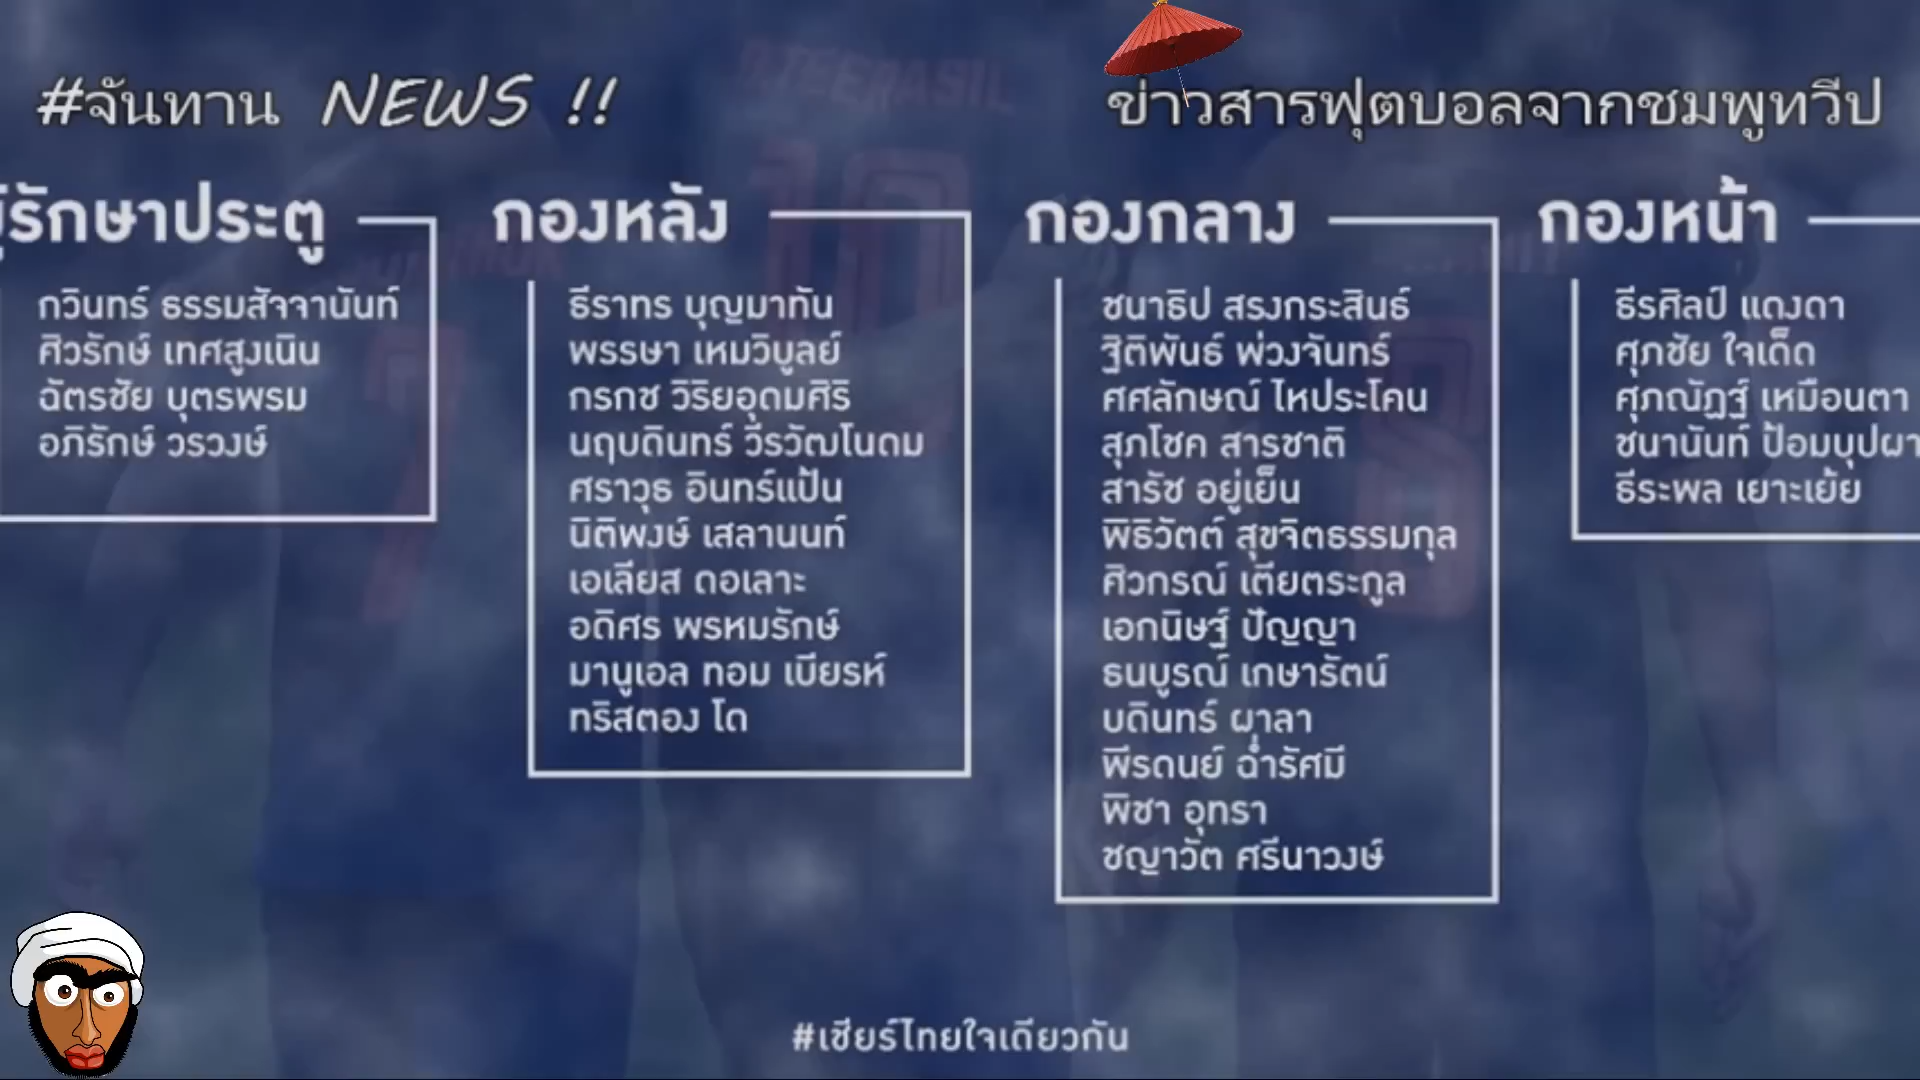 #จันทาน NEWS !!
ข่าวสารฟุตบอลจากชมพูทวีป
ผู้รักษาประตู
กวินทร์ ธรรมสัจจานันท์
ศิวรักษ์ เทศสูงเนิน
ฉัตรชัย บุตรพรม
อภิรักษ์ วรวงษ์
กองหลัง
ธีราทร บุญมาทัน
พรรษา เหมวิบูลย์
กรกช วิริยอุดมศิริ
นฤบดินทร์ วีรวัฒโนดม
ศราวุธ อินทร์แป้น
นิติพงษ์ เสลานนท์
เอเลียส ดอเลาะ
อดิศร พรหมรักษ์
มานูเอล ทอม เบียรห์
ทริสตอง โด
กองกลาง
ชนาธิป สรงกระสินธ์
ฐิติพันธ์ พ่วงจันทร์
ศศลักษณ์ ไหประโคน
สุภโชค สารชาติ
สารัช อยู่เย็น
พิธิวัตต์ สุขจิตธรรมกุล
ศิวกรณ์ เตียตระกูล
เอกนิษฐ์ ปัญญา
ธนบูรณ์ เกษารัตน์
บดินทร์ ผาลา
พีรดนย์ ฉ่ำรัศมี
พิชา อุทรา
ชญาวัต ศรีนาวงษ์
กองหน้า
ธีรศิลป์ แดงดา
ศุภชัย ใจเด็ด
ศุภณัฏฐ์ เหมือนตา
ชนานันท์ ป้อมบุปผา
ธีระพล เยาะเย้ย
#เชียร์ไทยใจเดียวกัน